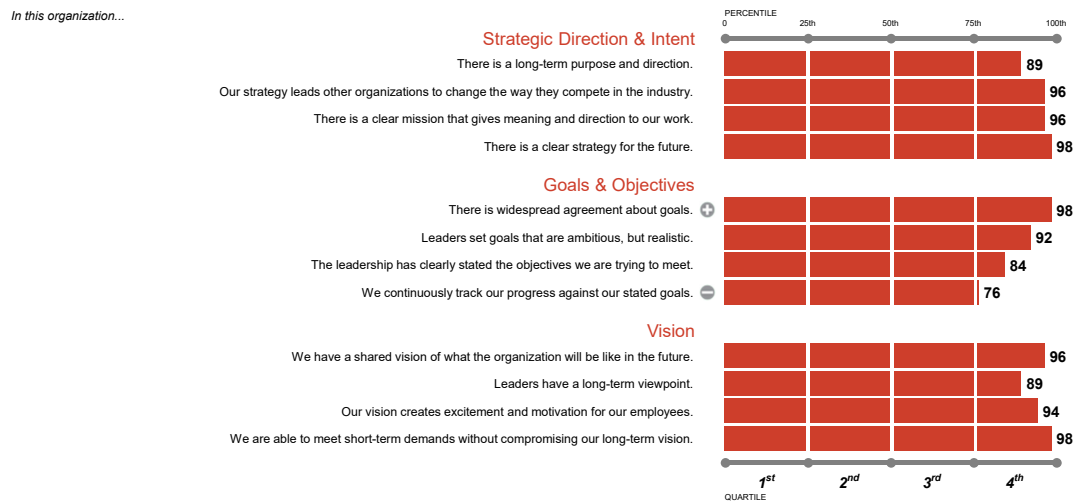 In this organization...
PERCENTILE
0 25th 50th 75th 100th
Strategic Direction & Intent
There is a long-term purpose and direction. 89
Our strategy leads other organizations to change the way they compete in the industry. 96
There is a clear mission that gives meaning and direction to our work. 96
There is a clear strategy for the future. 98
Goals & Objectives
There is widespread agreement about goals. + 98
Leaders set goals that are ambitious, but realistic. 92
The leadership has clearly stated the objectives we are trying to meet. 84
We continuously track our progress against our stated goals. − 76
Vision
We have a shared vision of what the organization will be like in the future. 96
Leaders have a long-term viewpoint. 89
Our vision creates excitement and motivation for our employees. 94
We are able to meet short-term demands without compromising our long-term vision. 98
1st 2nd 3rd 4th
QUARTILE